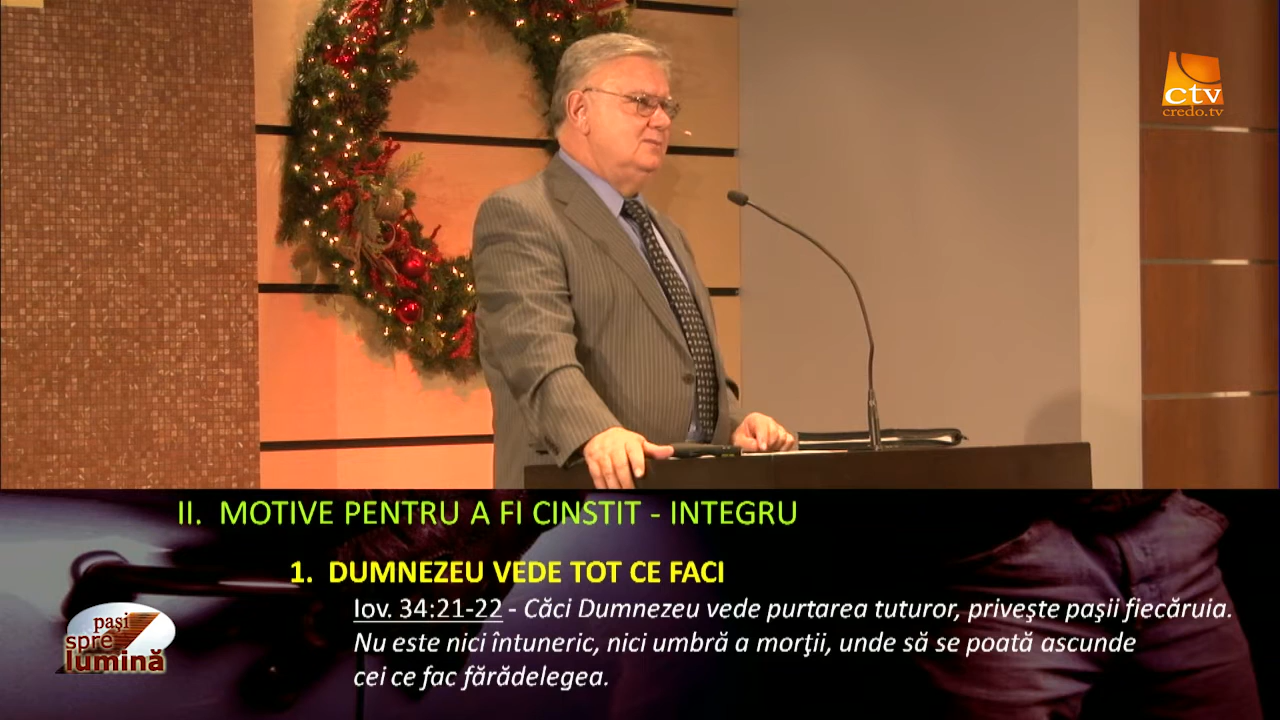 ctv
credo.tv
II. MOTIVE PENTRU A FI CINSTIT - INTEGRU
1. DUMNEZEU VEDE TOT CE FACI
Iov. 34:21-22 - Căci Dumnezeu vede purtarea tuturor, priveşte paşii fiecăruia.
Nu este nici întuneric, nici umbră a morţii, unde să se poată ascunde
cei ce fac fărădelegea.
paşi
spre
lumină